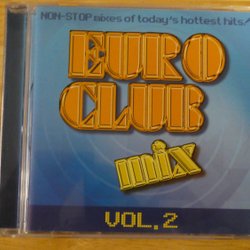 NON-STOP mixes of today's hottest hits!
EURO
CLUB
mix
VOL.2